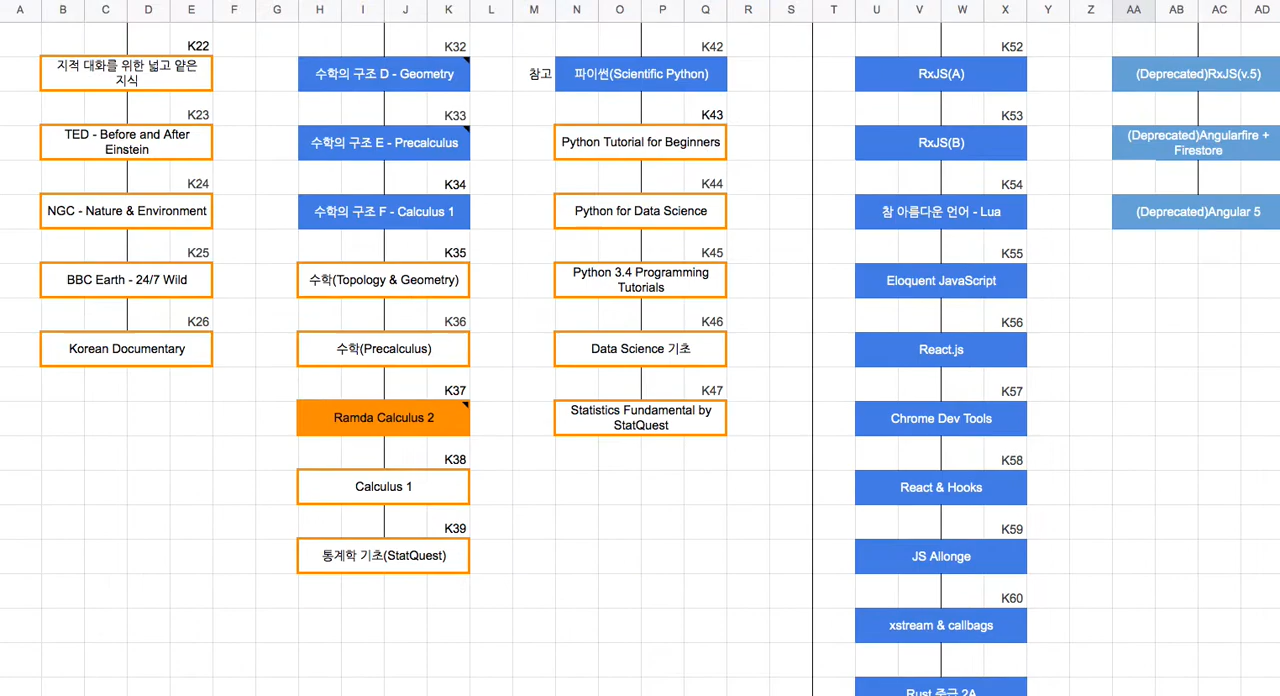 A B C D E F G H I J K L M N O P Q R S T U V W X Y Z AA AB AC AD
K22
지적 대화를 위한 넓고 얕은
지식
K23
TED - Before and After
Einstein
K24
NGC - Nature & Environment
K25
BBC Earth - 24/7 Wild
K26
Korean Documentary
K32
수학의 구조 D - Geometry
K33
수학의 구조 E - Precalculus
K34
수학의 구조 F - Calculus 1
K35
수학(Topology & Geometry)
K36
수학(Precalculus)
K37
Ramda Calculus 2
K38
Calculus 1
K39
통계학 기초(StatQuest)
K42
참고
파이썬(Scientific Python)
K43
Python Tutorial for Beginners
K44
Python for Data Science
K45
Python 3.4 Programming
Tutorials
K46
Data Science 기초
K47
Statistics Fundamental by
StatQuest
K52
RxJS(A)
K53
RxJS(B)
K54
참 아름다운 언어 - Lua
K55
Eloquent JavaScript
K56
React.js
K57
Chrome Dev Tools
K58
React & Hooks
K59
JS Allonge
K60
xstream & callbags
Rust 중급 2A
(Deprecated)RxJS(v.5)
(Deprecated)Angularfire +
Firestore
(Deprecated)Angular 5